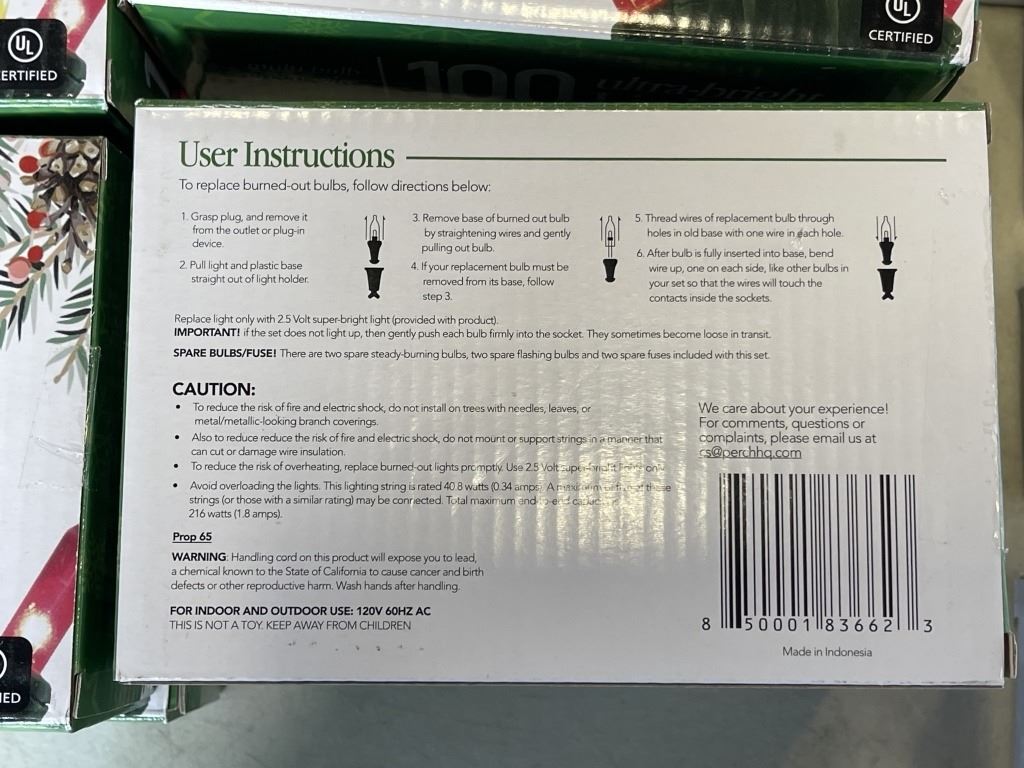 UL
ERTIFIED
UL
CERTIFIED
100
ultra-bright
User Instructions
To replace burned-out bulbs, follow directions below:
1. Grasp plug, and remove it
from the outlet or plug-in
device.
2. Pull light and plastic base
straight out of light holder.
3. Remove base of burned out bulb
by straightening wires and gently
pulling out bulb.
4. If your replacement bulb must be
removed from its base, follow
step 3.
5. Thread wires of replacement bulb through
holes in old base with one wire in each hole.
6. After bulb is fully inserted into base, bend
wire up, one on each side, like other bulbs in
your set so that the wires will touch the
contacts inside the sockets.
Replace light only with 2.5 Volt super-bright light (provided with product).
IMPORTANT! if the set does not light up, then gently push each bulb firmly into the socket. They sometimes become loose in transit.
SPARE BULBS/FUSE! There are two spare steady-burning bulbs, two spare flashing bulbs and two spare fuses included with this set.
CAUTION:
• To reduce the risk of fire and electric shock, do not install on trees with needles, leaves, or
metal/metallic-looking branch coverings.
• Also to reduce reduce the risk of fire and electric shock, do not mount or support strings in a manner that
can cut or damage wire insulation.
• To reduce the risk of overheating, replace burned-out lights promptly. Use 2.5 Volt super-bright lights only
• Avoid overloading the lights. This lighting string is rated 40.8 watts (0.34 amps). A maximum of five of these
strings (or those with a similar rating) may be connected. Total maximum end-to-end
216 watts (1.8 amps).
Prop 65
WARNING: Handling cord on this product will expose you to lead,
a chemical known to the State of California to cause cancer and birth
defects or other reproductive harm. Wash hands after handling.
FOR INDOOR AND OUTDOOR USE: 120V 60HZ AC
THIS IS NOT A TOY. KEEP AWAY FROM CHILDREN
We care about your experience!
For comments, questions or
complaints, please email us at
cs@perchhq.com
8 50001 83662 3
Made in Indonesia
IED